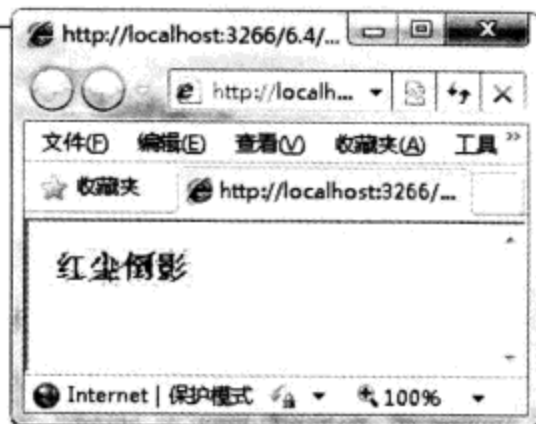 http://localhost:3266/6.4/...
http://localh...
文件(F) 编辑(E) 查看(V) 收藏夹(A) 工具 »
收藏夹 http://localhost:3266/...
红尘倒影
Internet | 保护模式 100%